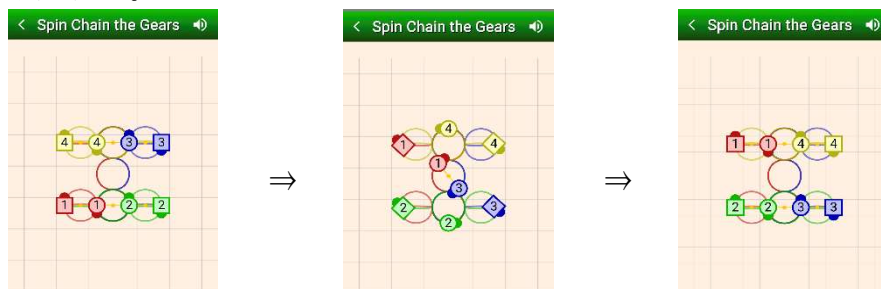 < Spin Chain the Gears
4 4 3 3
1 1 2 2
⇒
< Spin Chain the Gears
4
1 4
1
3
2 3
2
⇒
< Spin Chain the Gears
1 1 4 4
2 2 3 3